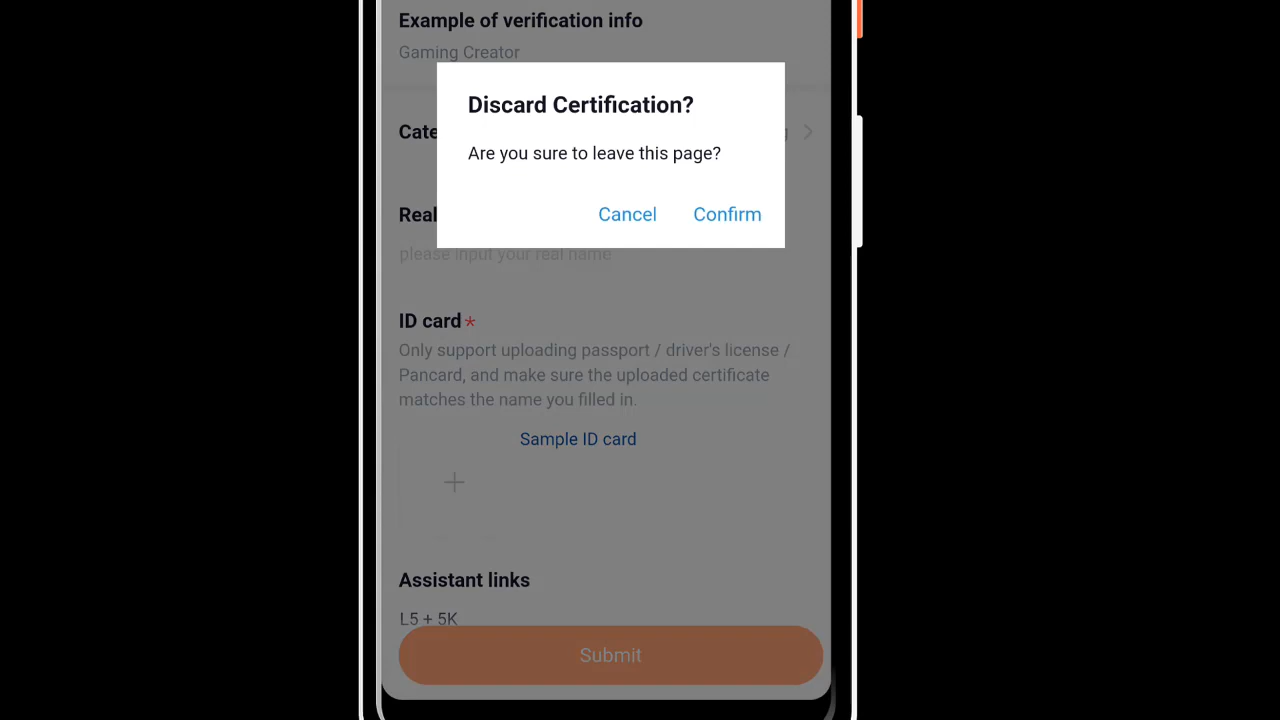 Example of verification info
Gaming Creator
Discard Certification?
Cate
Are you sure to leave this page?
Cancel Confirm
Real
please input your real name
ID card *
Only support uploading passport / driver's license /
Pancard, and make sure the uploaded certificate
matches the name you filled in.
Sample ID card
+
Assistant links
L5 + 5K
Submit